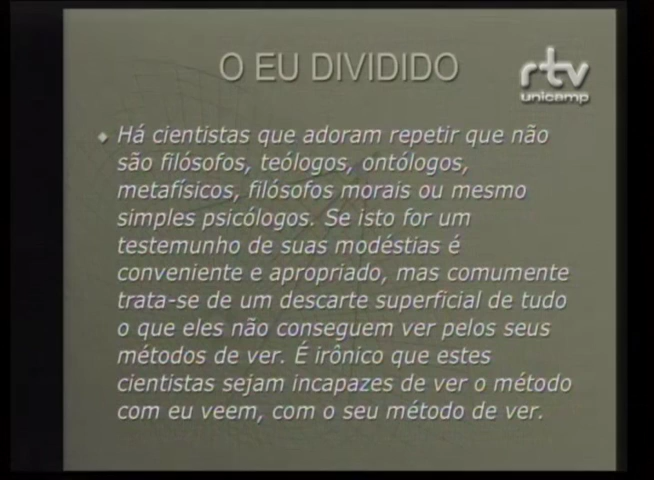 O EU DIVIDIDO
rtv
unicamp
Há cientistas que adoram repetir que não
são filósofos, teólogos, ontólogos,
metafísicos, filósofos morais ou mesmo
simples psicólogos. Se isto for um
testemunho de suas modéstias é
conveniente e apropriado, mas comumente
trata-se de um descarte superficial de tudo
o que eles não conseguem ver pelos seus
métodos de ver. É irônico que estes
cientistas sejam incapazes de ver o método
com eu veem, com o seu método de ver.